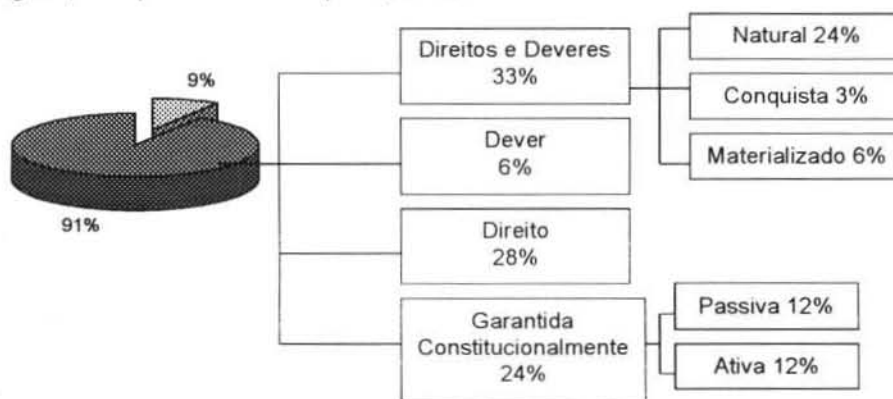 9%
91%
Direitos e Deveres
33%
Natural 24%
Conquista 3%
Materializado 6%
Dever
6%
Direito
28%
Garantida
Constitucionalmente
24%
Passiva 12%
Ativa 12%